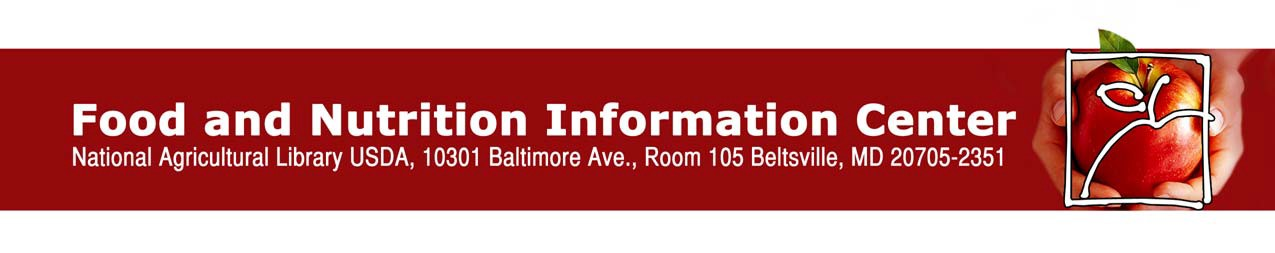 Food and Nutrition Information Center
National Agricultural Library USDA, 10301 Baltimore Ave., Room 105 Beltsville, MD 20705-2351